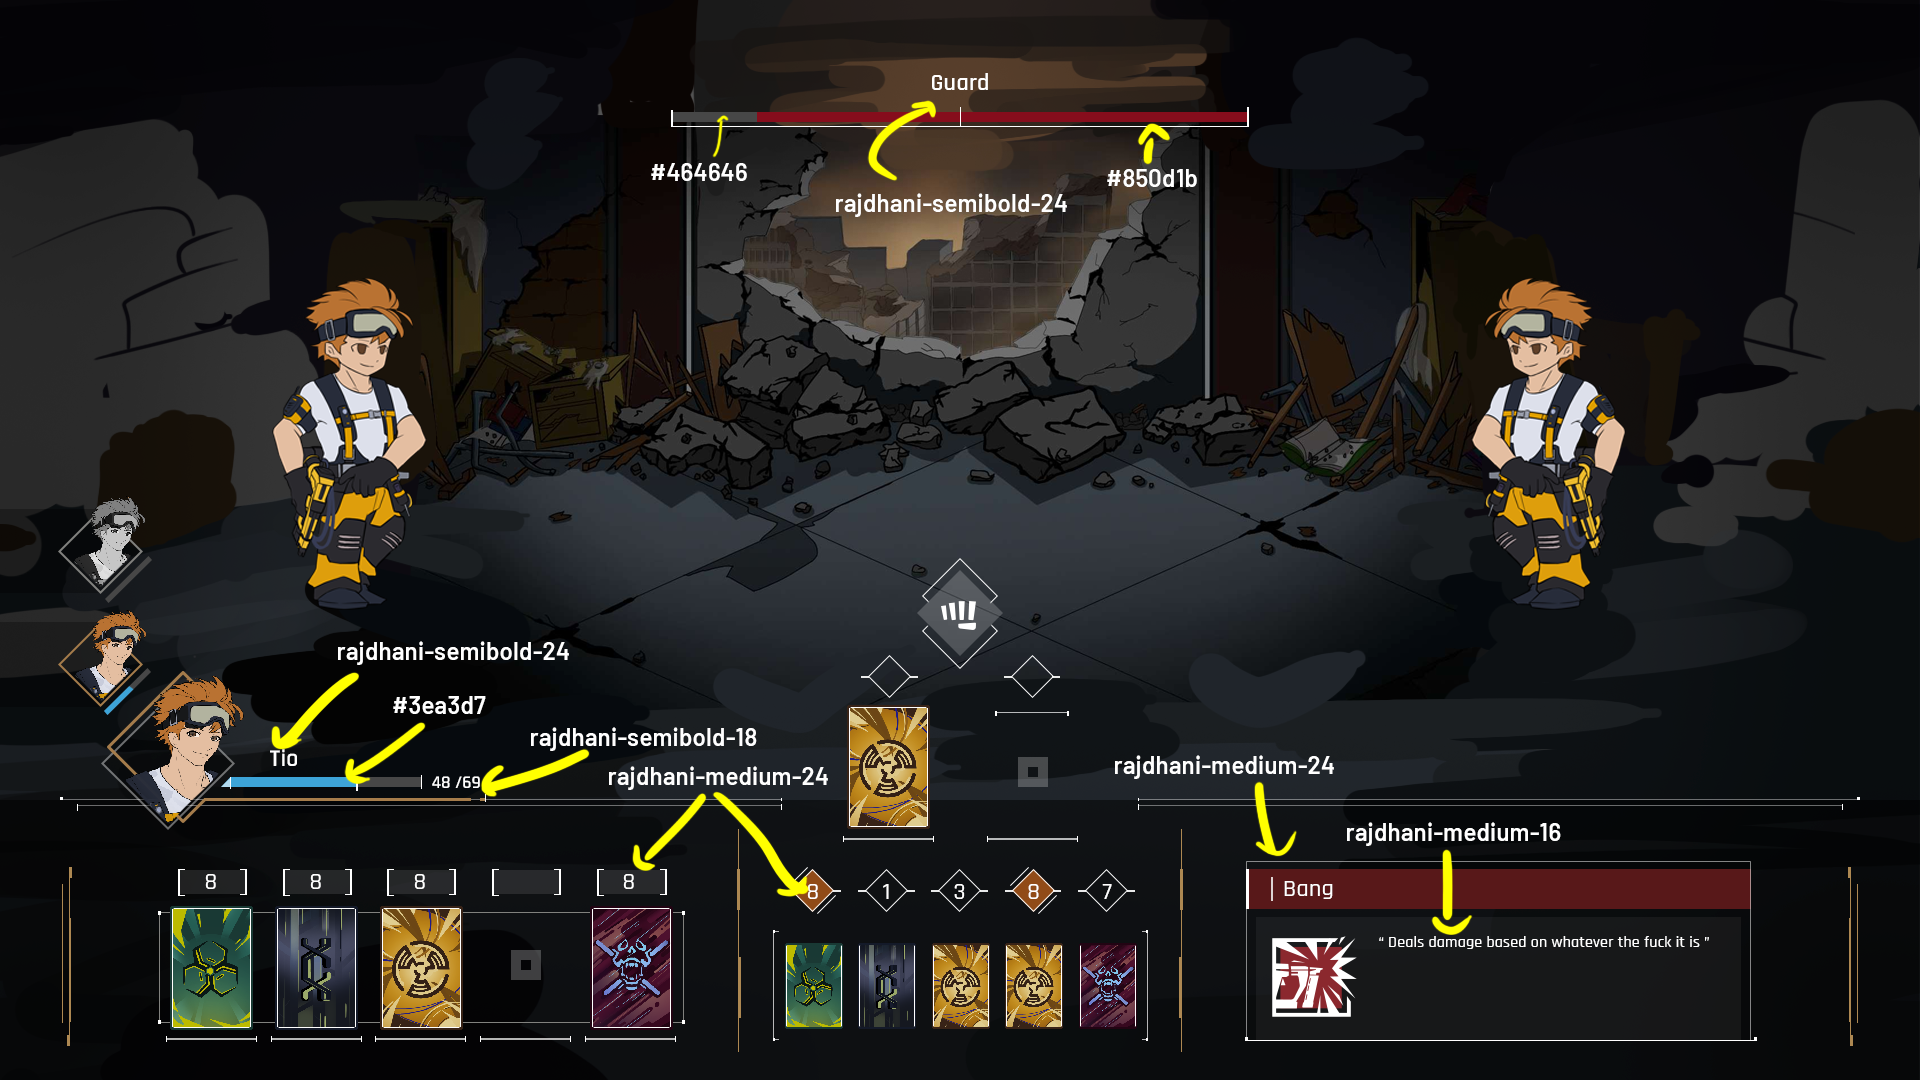 Guard
#464646
rajdhani-semibold-24
#850d1b
rajdhani-semibold-24
#3ea3d7
Tio
48 /69
rajdhani-semibold-18
rajdhani-medium-24
rajdhani-medium-24
rajdhani-medium-16
8
8
8
8
8
1
3
8
7
Bang
“ Deals damage based on whatever the fuck it is ”